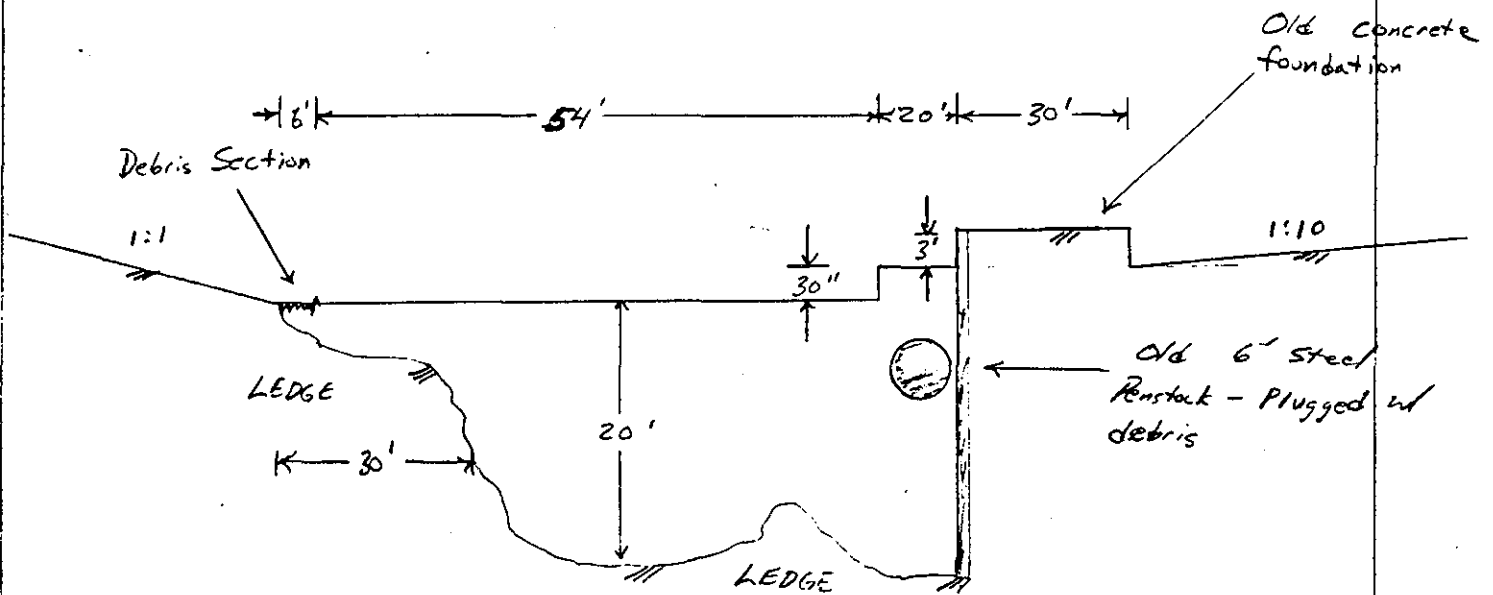 Old concrete
foundation
6' 54' 20' 30'
Debris Section
1:1
30"
3'
1:10
LEDGE
30'
20'
Old 6' steel
Penstock - Plugged w/
debris
LEDGE